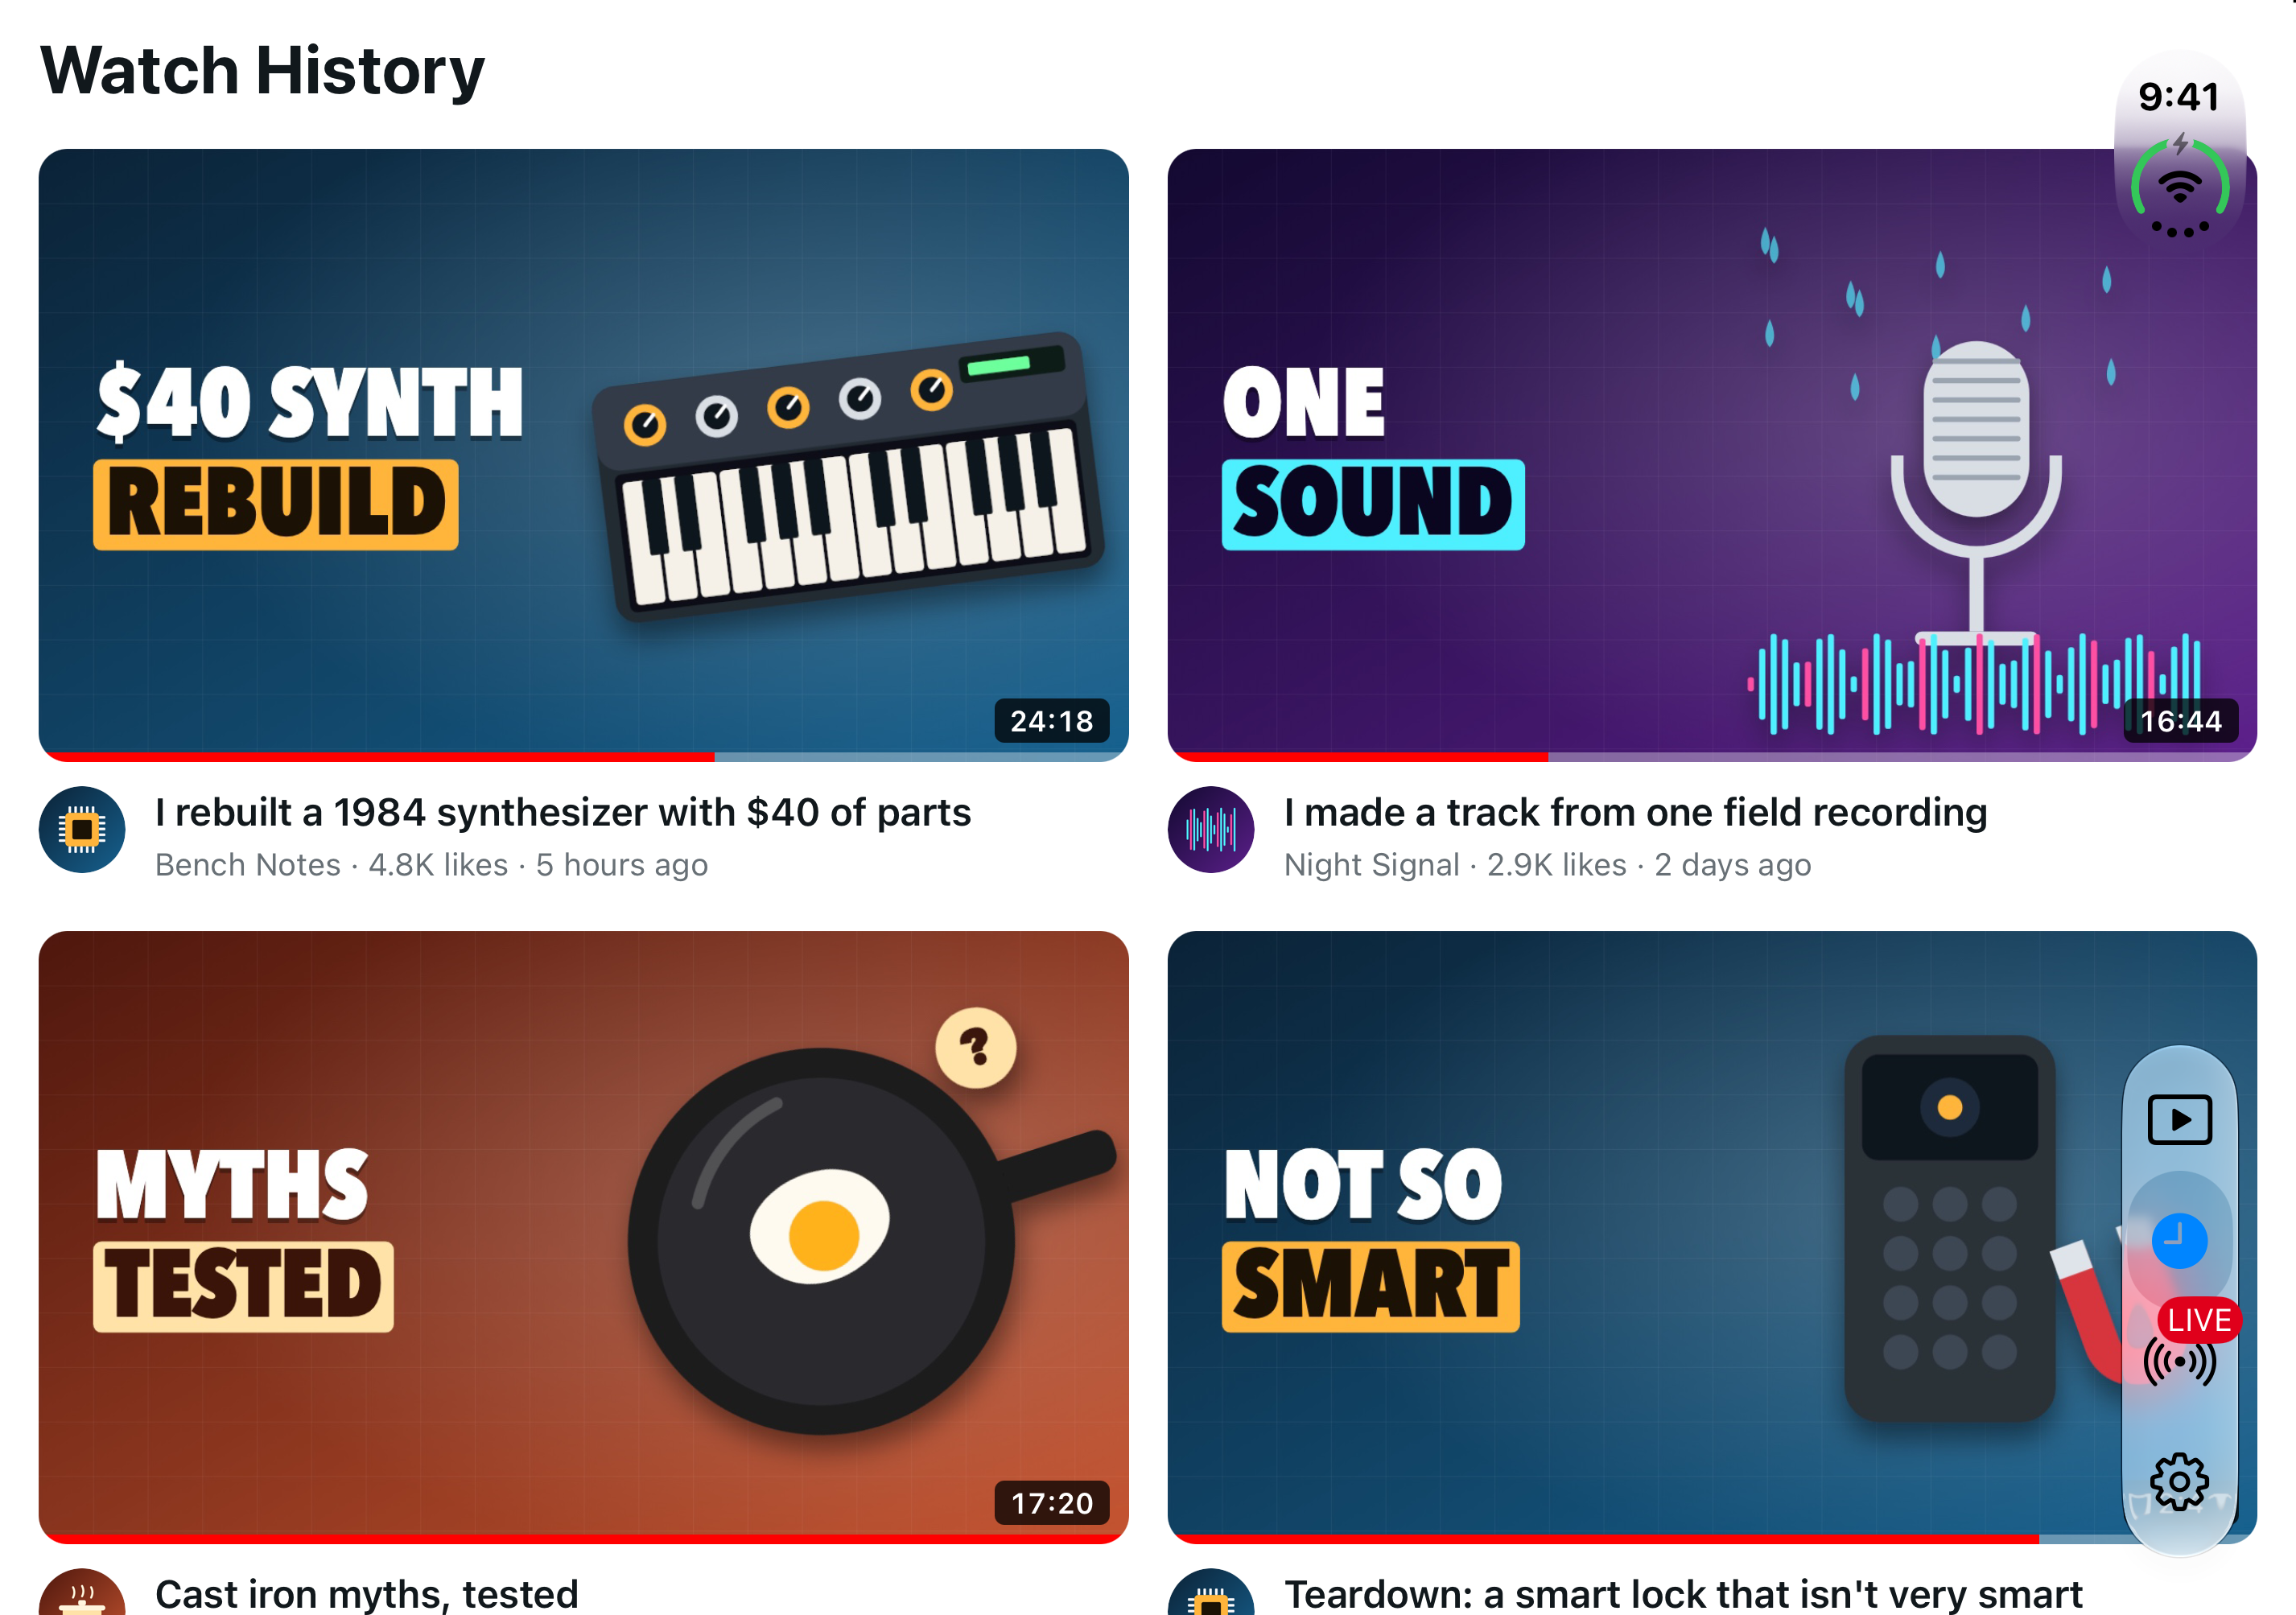 Watch History
9:41
$40 SYNTH
REBUILD
24:18
ONE
SOUND
16:44
I rebuilt a 1984 synthesizer with $40 of parts
Bench Notes · 4.8K likes · 5 hours ago
I made a track from one field recording
Night Signal · 2.9K likes · 2 days ago
?
MYTHS
TESTED
17:20
NOT SO
SMART
LIVE
Cast iron myths, tested
Teardown: a smart lock that isn't very smart